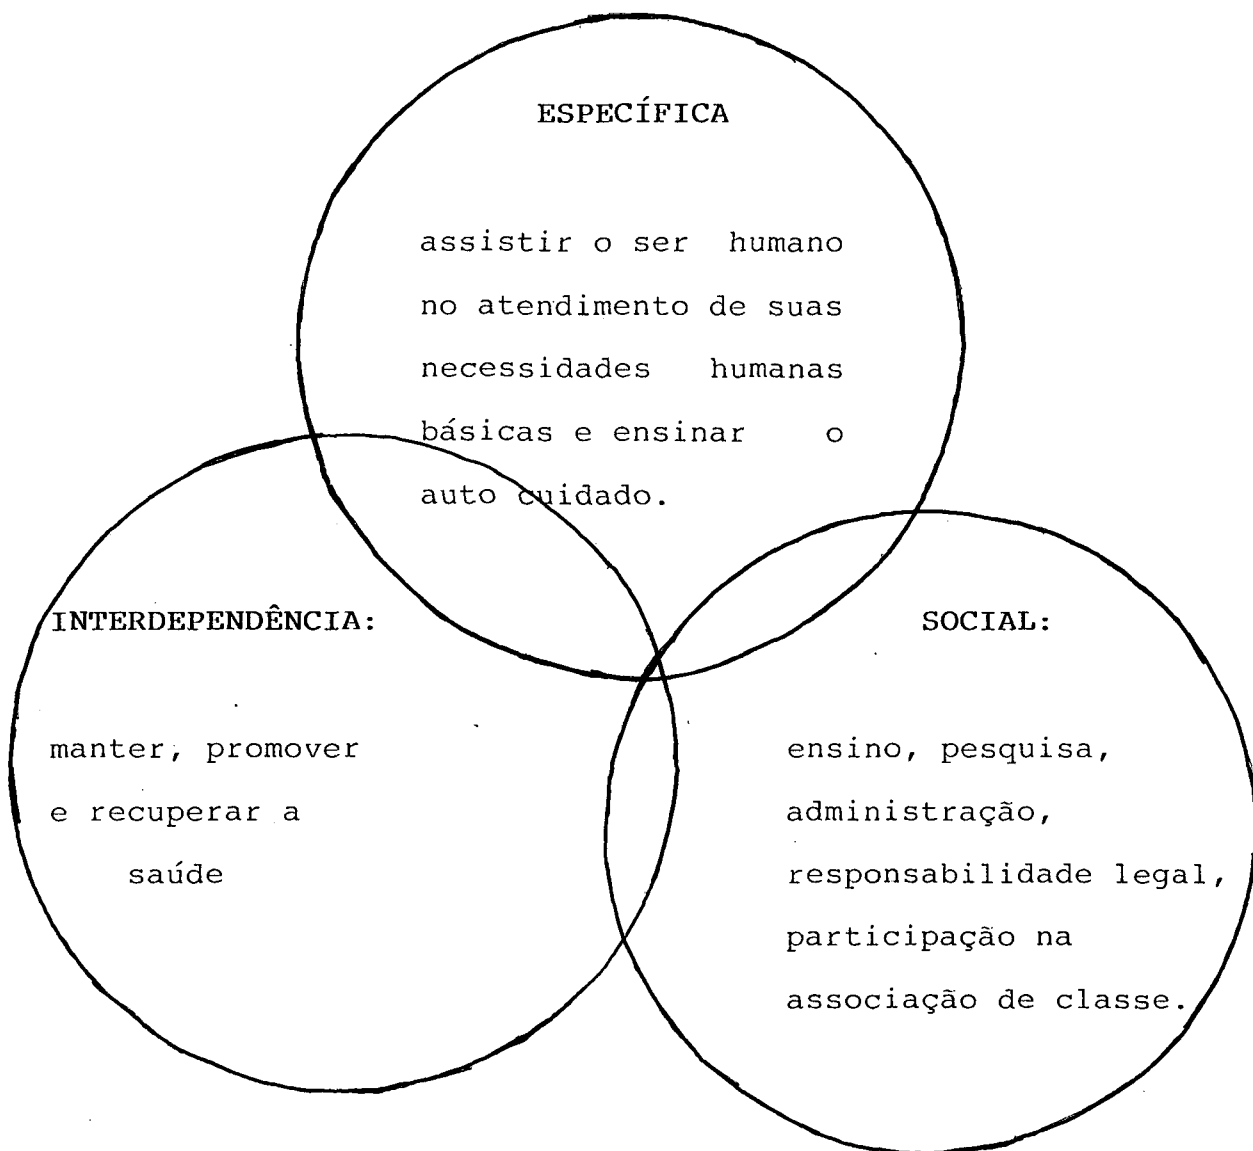 ESPECÍFICA
assistir o ser humano
no atendimento de suas
necessidades humanas
básicas e ensinar o
auto cuidado.
INTERDEPENDÊNCIA:
manter, promover
e recuperar a
saúde
SOCIAL:
ensino, pesquisa,
administração,
responsabilidade legal,
participação na
associação de classe.